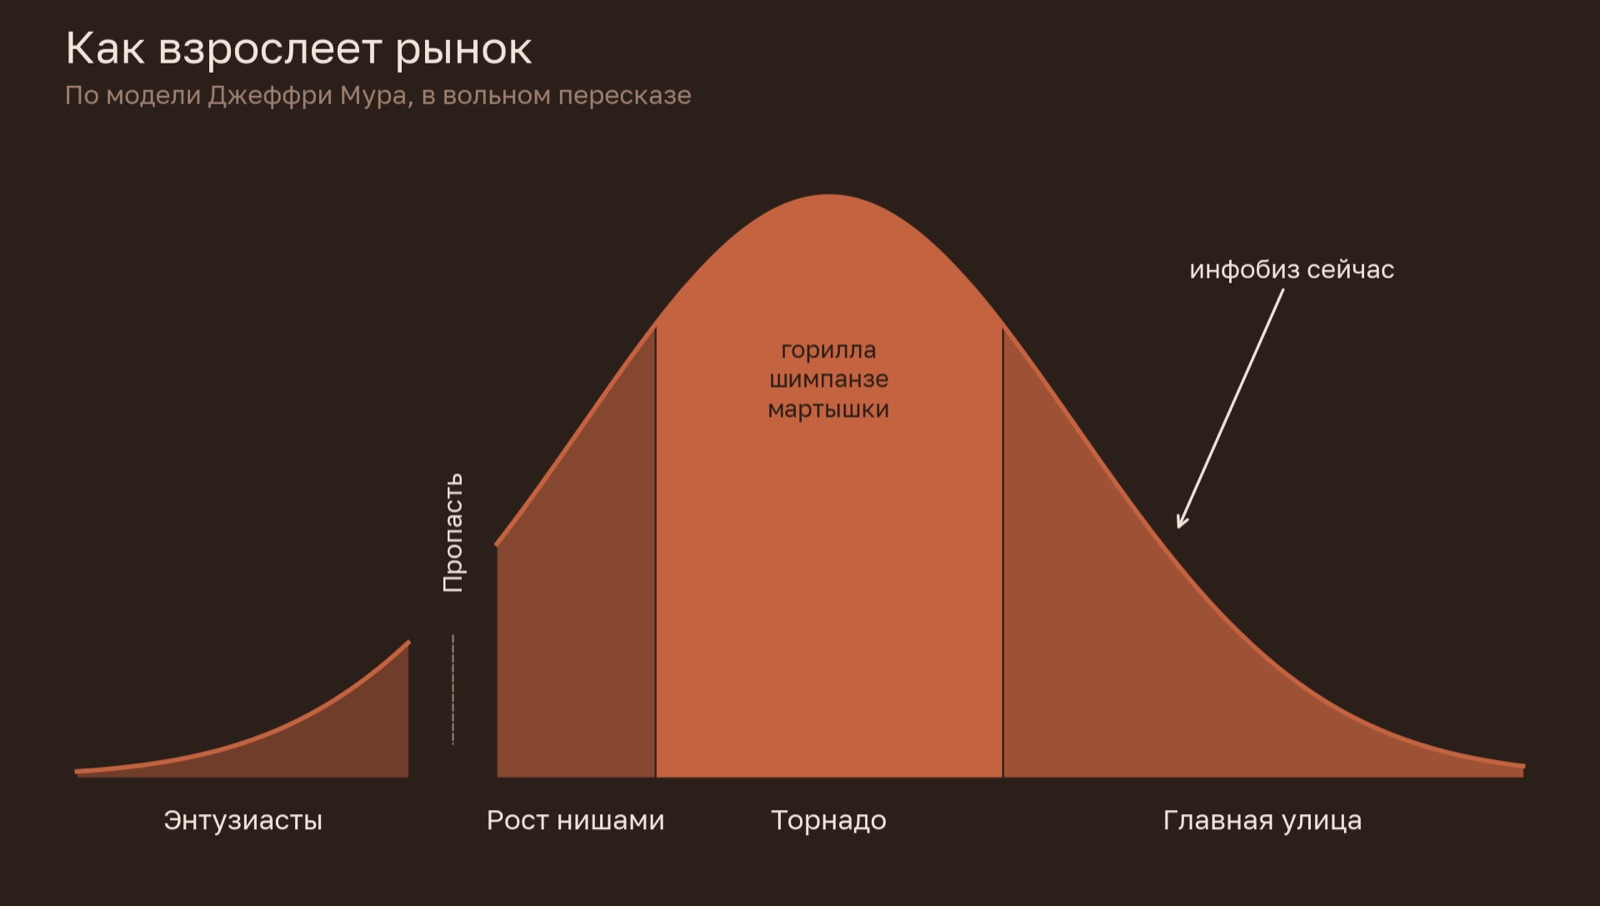 Как взрослеет рынок
По модели Джеффри Мура, в вольном пересказе
инфобиз сейчас
горилла
шимпанзе
мартышки
Пропасть
Энтузиасты
Рост нишами
Торнадо
Главная улица